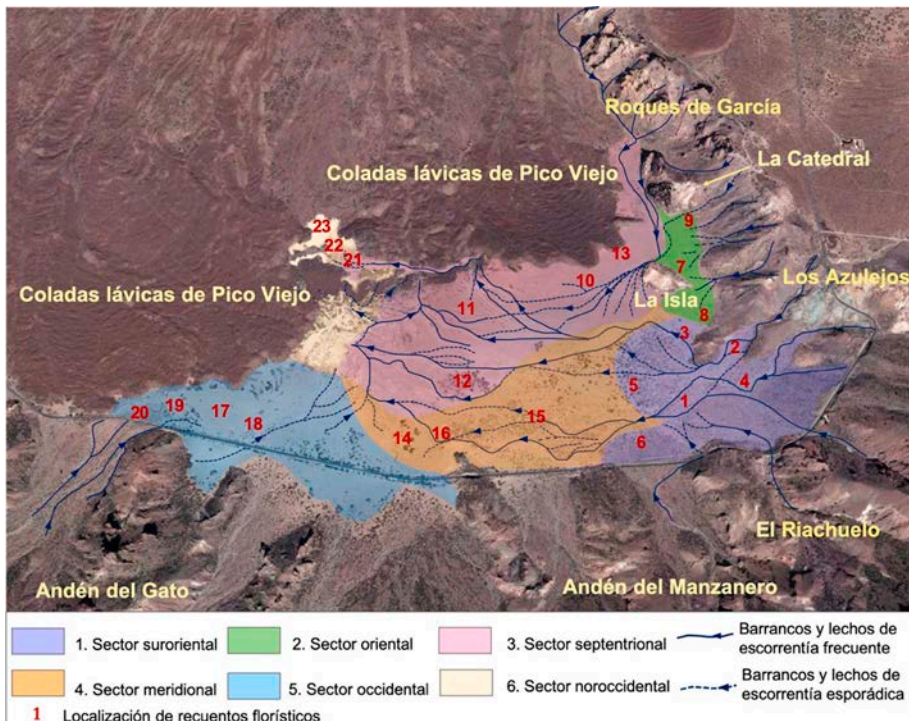 Roques de García
La Catedral
Coladas lávicas de Pico Viejo
23
22
21
9
13
10
7
Los Azulejos
Coladas lávicas de Pico Viejo
La Isla
11
8
3
2
12
5
4
1
20
19
17
18
15
14
16
6
El Riachuelo
Andén del Gato
Andén del Manzanero
1. Sector suroriental
2. Sector oriental
3. Sector septentrional
Barrancos y lechos de
escorrentía frecuente
4. Sector meridional
5. Sector occidental
6. Sector noroccidental
Barrancos y lechos de
escorrentía esporádica
1 Localización de recuentos florísticos